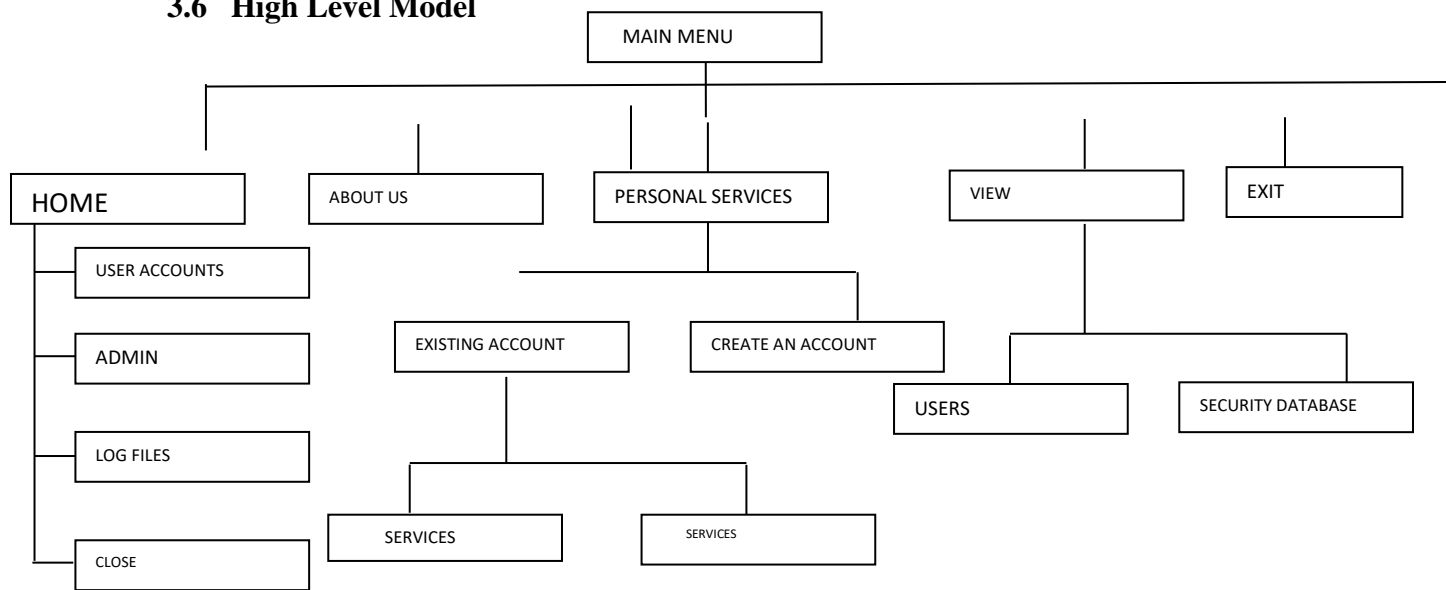 3.6 High Level Model
MAIN MENU
HOME
ABOUT US
PERSONAL SERVICES
VIEW
EXIT
USER ACCOUNTS
ADMIN
LOG FILES
CLOSE
EXISTING ACCOUNT
CREATE AN ACCOUNT
SERVICES
SERVICES
USERS
SECURITY DATABASE